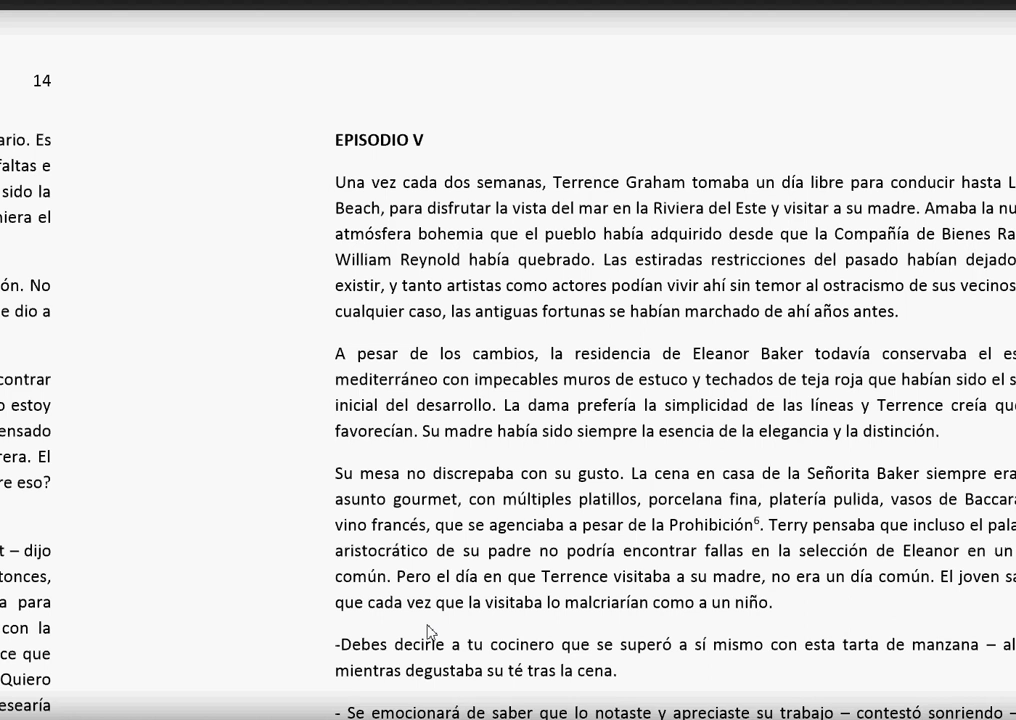 14
ario. Es
faltas e
sido la
niera el
ón. No
e dio a
contrar
o estoy
ensado
rera. El
re eso?
t – dijo
tonces,
a para
con la
ce que
Quiero
esearía
EPISODIO V
Una vez cada dos semanas, Terrence Graham tomaba un día libre para conducir hasta L
Beach, para disfrutar la vista del mar en la Riviera del Este y visitar a su madre. Amaba la nu
atmósfera bohemia que el pueblo había adquirido desde que la Compañía de Bienes Ra
William Reynold había quebrado. Las estiradas restricciones del pasado habían dejado
existir, y tanto artistas como actores podían vivir ahí sin temor al ostracismo de sus vecinos
cualquier caso, las antiguas fortunas se habían marchado de ahí años antes.
A pesar de los cambios, la residencia de Eleanor Baker todavía conservaba el es
mediterráneo con impecables muros de estuco y techados de teja roja que habían sido el s
inicial del desarrollo. La dama prefería la simplicidad de las líneas y Terrence creía que
favorecían. Su madre había sido siempre la esencia de la elegancia y la distinción.
Su mesa no discrepaba con su gusto. La cena en casa de la Señorita Baker siempre era
asunto gourmet, con múltiples platillos, porcelana fina, platería pulida, vasos de Baccara
vino francés, que se agenciaba a pesar de la Prohibición⁶. Terry pensaba que incluso el pala
aristocrático de su padre no podría encontrar fallas en la selección de Eleanor en un
común. Pero el día en que Terrence visitaba a su madre, no era un día común. El joven sa
que cada vez que la visitaba lo malcriarían como a un niño.
-Debes decirle a tu cocinero que se superó a sí mismo con esta tarta de manzana – al
mientras degustaba su té tras la cena.
- Se emocionará de saber que lo notaste y apreciaste su trabajo – contestó sonriendo –